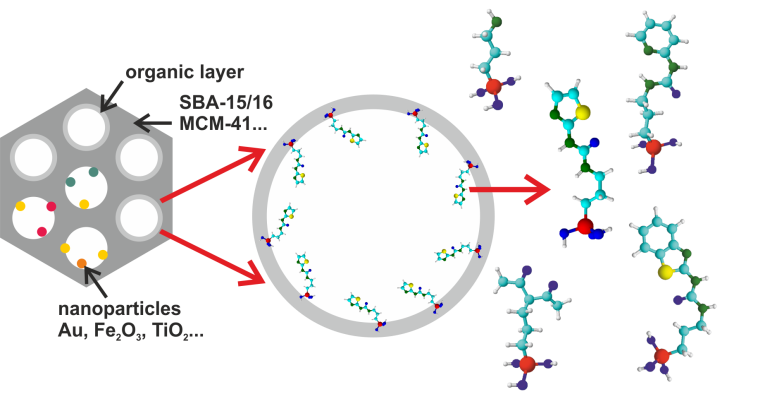 organic layer
SBA-15/16
MCM-41...
nanoparticles
Au, Fe₂O₃, TiO₂...